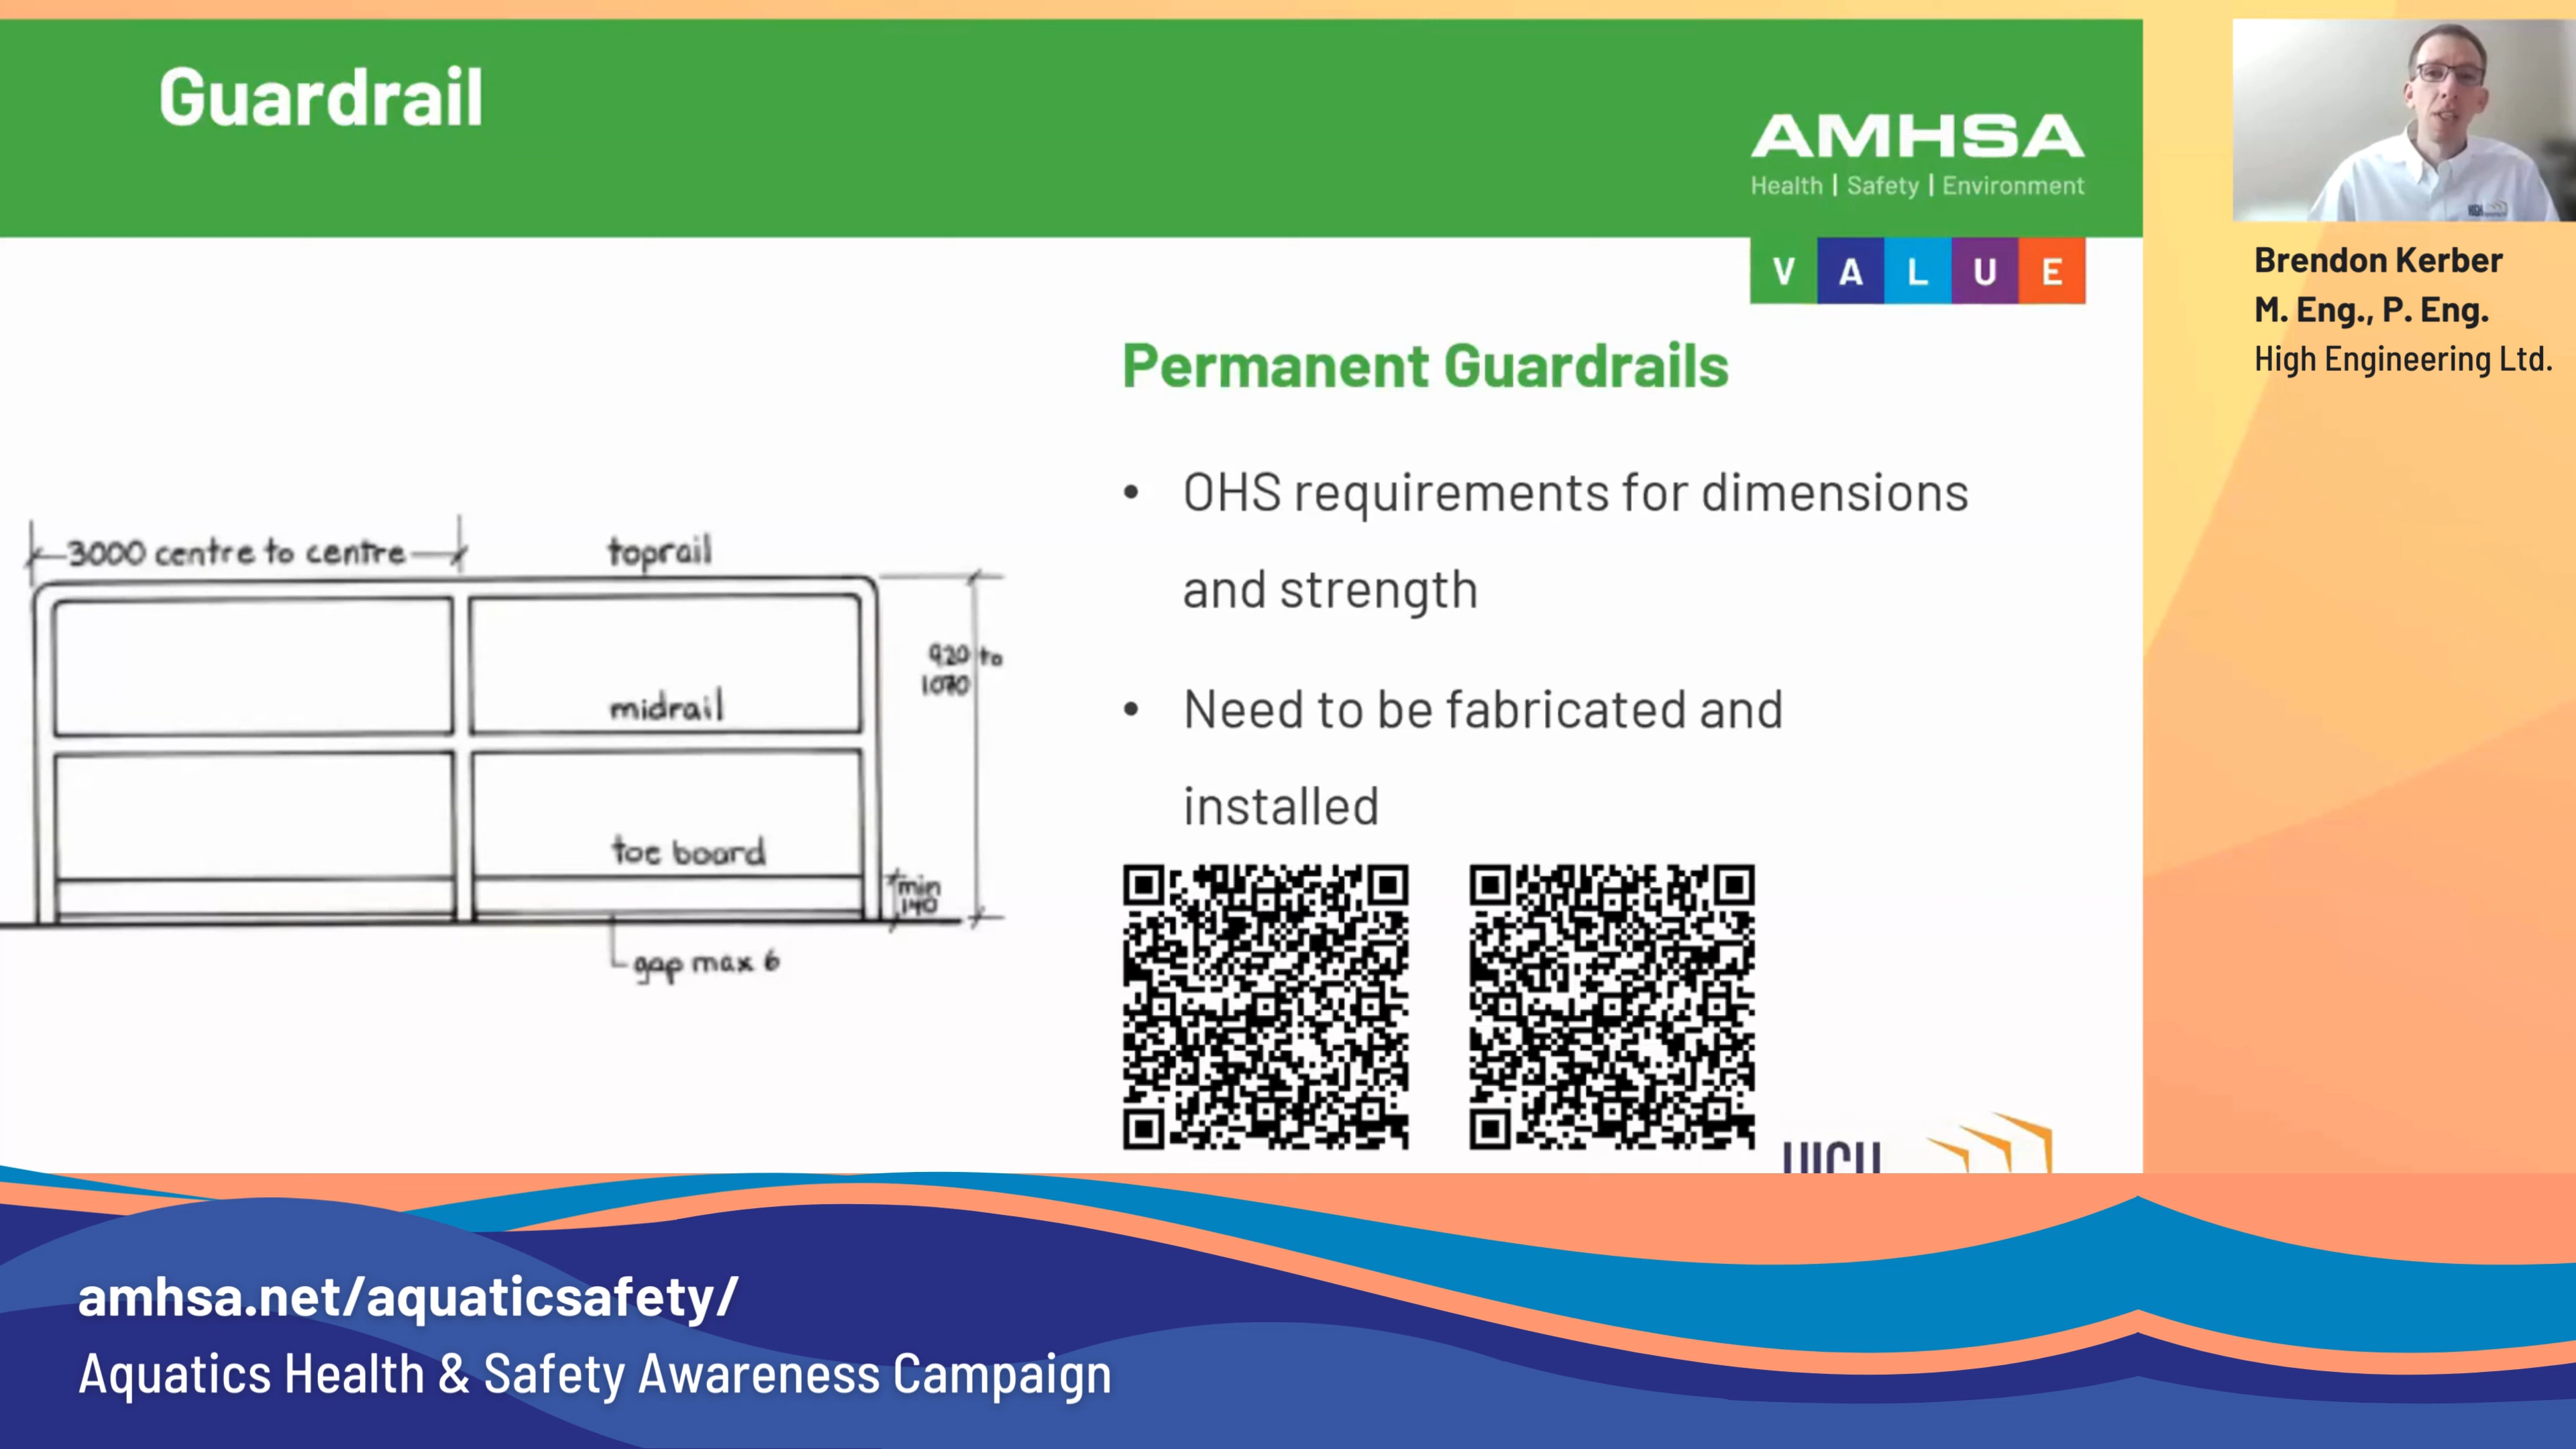 Guardrail
AMHSA
Health | Safety | Environment
V A L U E
Brendon Kerber
M. Eng., P. Eng.
High Engineering Ltd.
Permanent Guardrails
• OHS requirements for dimensions
and strength
• Need to be fabricated and
installed
3000 centre to centre
toprail
920 to
1070
midrail
toe board
min
140
gap max 6
amhsa.net/aquaticsafety/
Aquatics Health & Safety Awareness Campaign